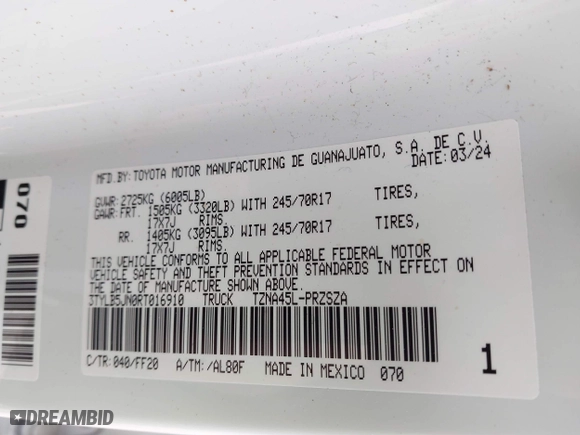 MFD.BY:TOYOTA MOTOR MANUFACTURING DE GUANAJUATO, S.A. DE C.V.
DATE:03/24
GVWR:2725KG (6005LB)
GAWR:FRT. 1505KG (3320LB) WITH 245/70R17 TIRES,
17X7J RIMS.
RR. 1405KG (3095LB) WITH 245/70R17 TIRES,
17X7J RIMS.
THIS VEHICLE CONFORMS TO ALL APPLICABLE FEDERAL MOTOR
VEHICLE SAFETY AND THEFT PREVENTION STANDARDS IN EFFECT ON THE
DATE OF MANUFACTURE SHOWN ABOVE.
3TYLB5JN0RT016910 TRUCK TZNA45L-PRZSZA
C/TR:040/FF20 A/TM:/AL80F MADE IN MEXICO 070
1
070
DREAMBID